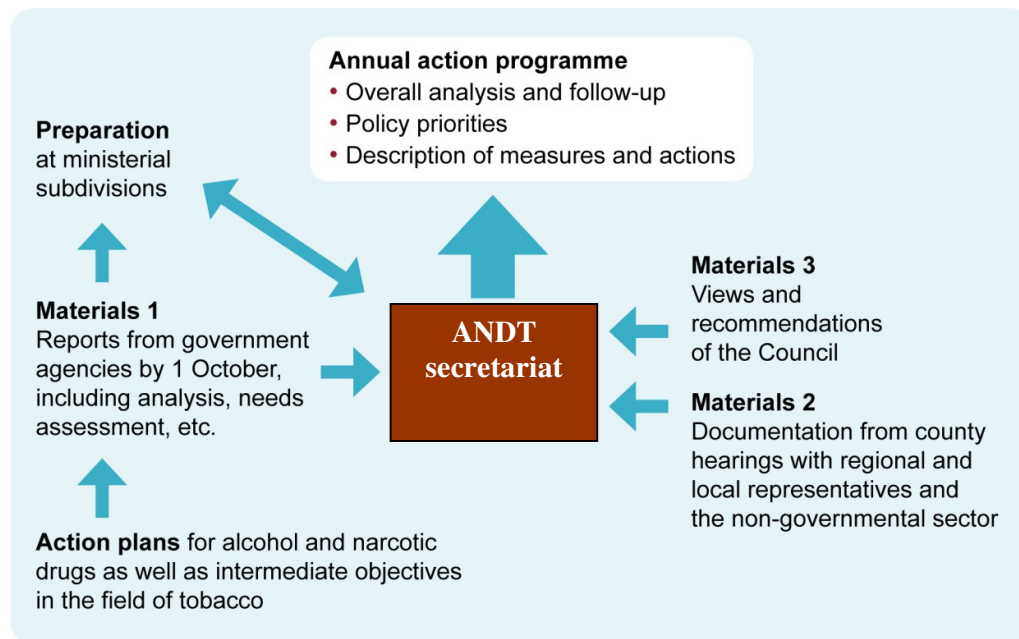 Annual action programme
• Overall analysis and follow-up
• Policy priorities
• Description of measures and actions
Preparation
at ministerial
subdivisions
Materials 1
Reports from government
agencies by 1 October,
including analysis, needs
assessment, etc.
Action plans for alcohol and narcotic
drugs as well as intermediate objectives
in the field of tobacco
ANDT
secretariat
Materials 3
Views and
recommendations
of the Council
Materials 2
Documentation from county
hearings with regional and
local representatives and
the non-governmental sector